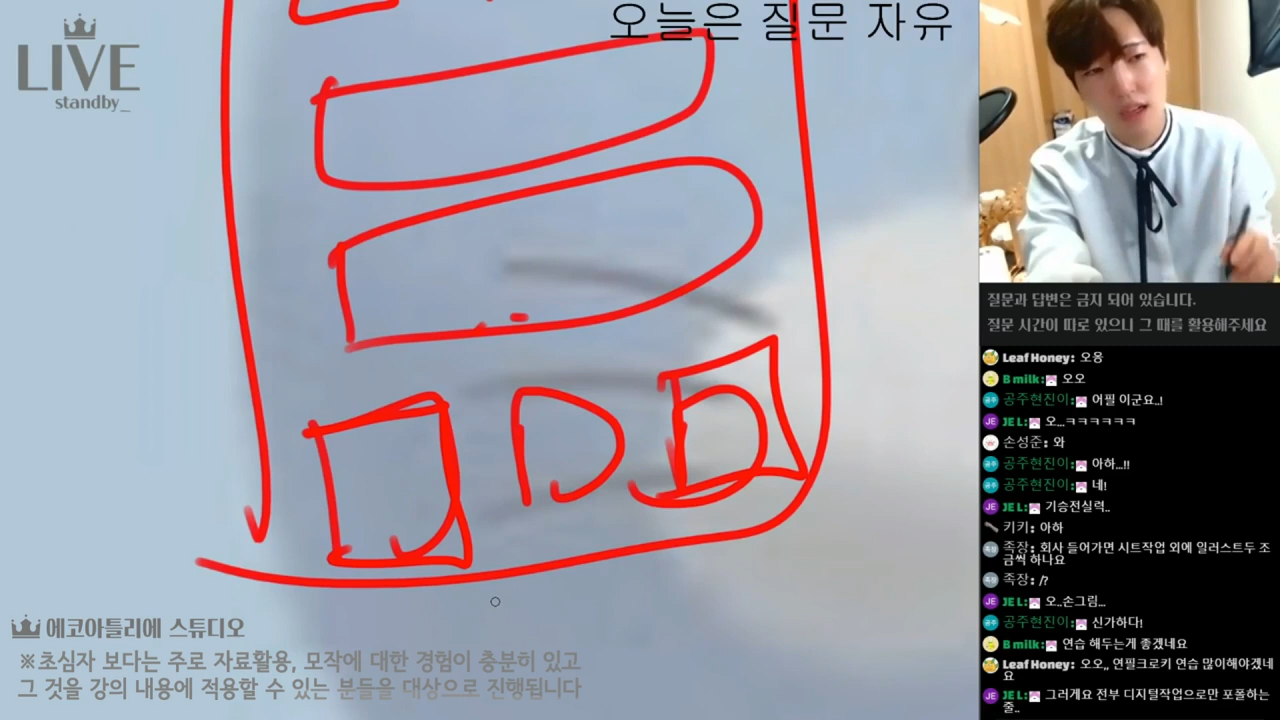 오늘은 질문 자유
LIVE
standby_
질문과 답변은 금지 되어 있습니다.
질문 시간이 따로 있으니 그 때를 활용해주세요
Leaf Honey: 오옹
B milk: 오오
공주현진이: 어필 이군요..!
JE L: 오...ㅋㅋㅋㅋㅋㅋ
손성준: 와
공주현진이: 아하...!!
공주현진이: 네!
JE L: 기승전실력..
키키: 아하
족장: 회사 들어가면 시트작업 외에 일러스트두 조
금씩 하나요
족장: /?
JE L: 오..손그림...
공주현진이: 신가하다!
B milk: 연습 해두는게 좋겠네요
Leaf Honey: 오오,, 연필크로키 연습 많이해야겠네
요
JE L: 그러게요 전부 디지털작업으로만 포폴하는
줄..
에코아틀리에 스튜디오
※초심자 보다는 주로 자료활용, 모작에 대한 경험이 충분히 있고
그 것을 강의 내용에 적용할 수 있는 분들을 대상으로 진행됩니다